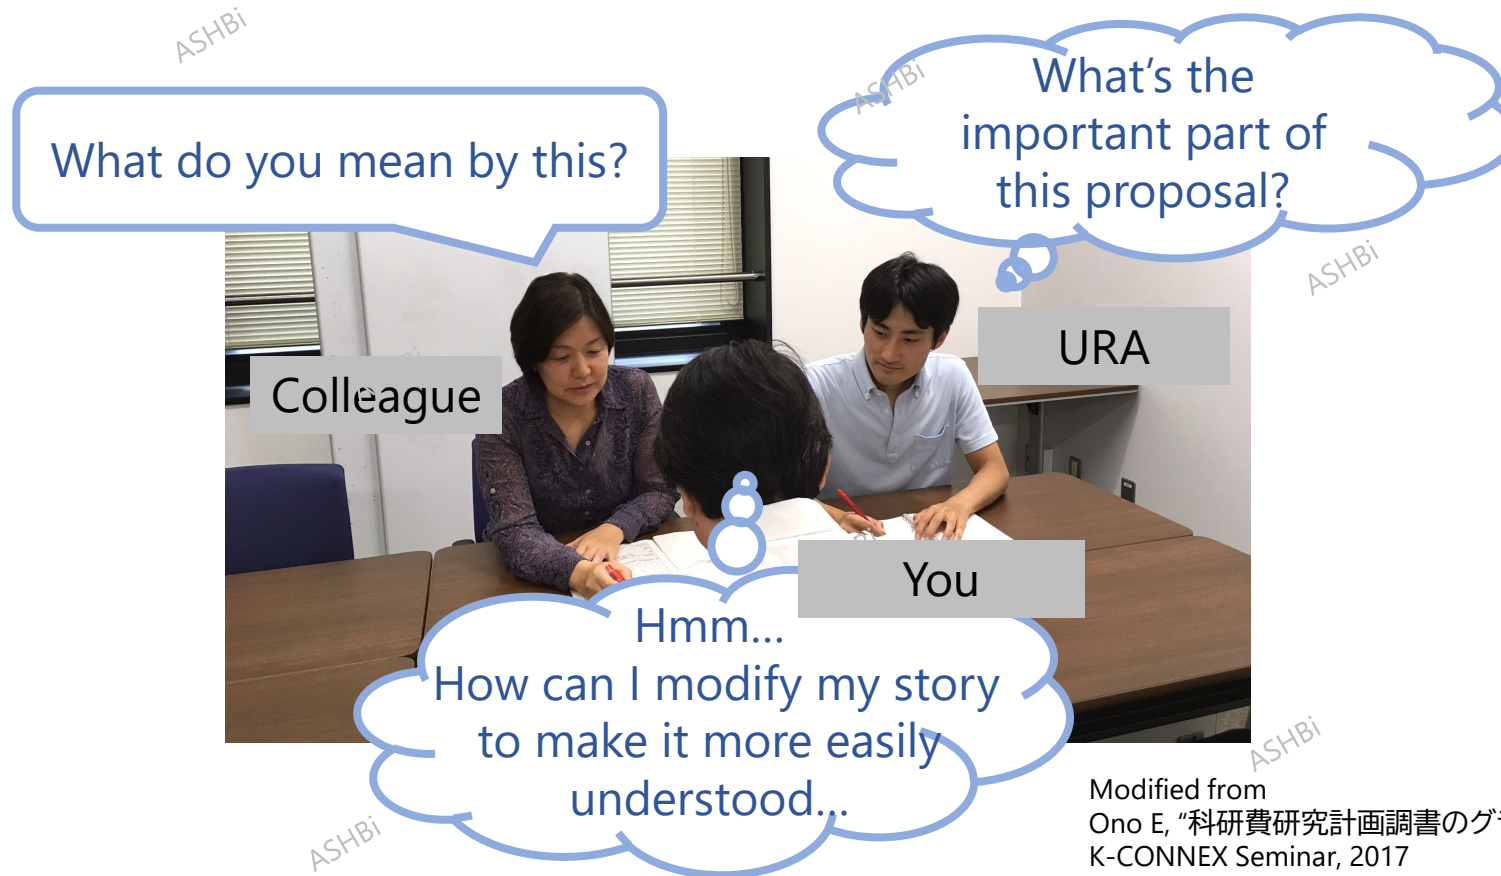 ASHBi
What do you mean by this?
ASHBi
What's the
important part of
this proposal?
ASHBi
URA
Colleague
You
Hmm...
How can I modify my story
to make it more easily
understood...
ASHBi
ASHBi
Modified from
Ono E, “科研費研究計画調書のグ
K-CONNEX Seminar, 2017